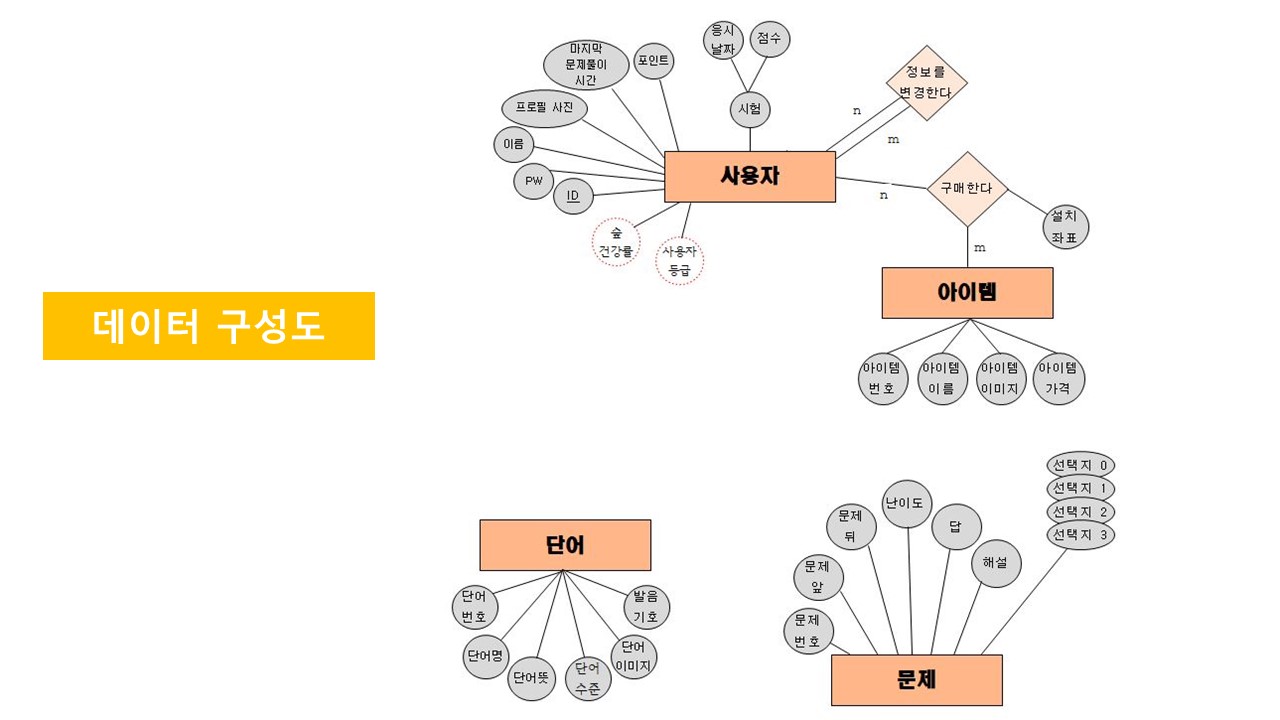 데이터 구성도
응시
날짜
점수
마지막
문제풀이
시간
포인트
시험
프로필 사진
이름
PW
ID
사용자
숲
건강률
사용자
등급
정보를
변경한다
n
m
구매한다
n
m
설치
좌표
아이템
아이템
번호
아이템
이름
아이템
이미지
아이템
가격
단어
단어
번호
단어명
단어뜻
단어
수준
단어
이미지
발음
기호
선택지 0
선택지 1
선택지 2
선택지 3
난이도
문제
뒤
답
문제
앞
해설
문제
번호
문제